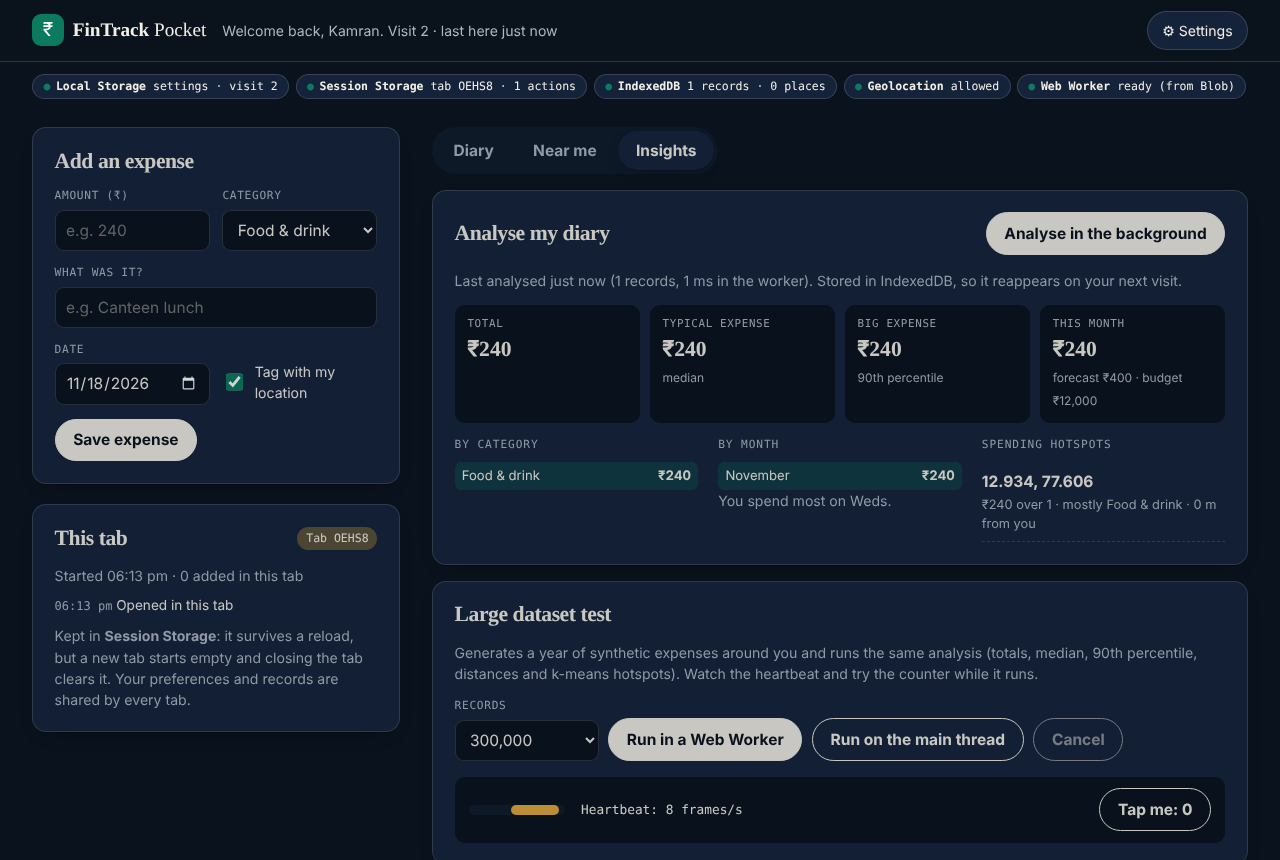 ₹ FinTrack Pocket Welcome back, Kamran. Visit 2 · last here just now ⚙ Settings
Local Storage settings · visit 2
Session Storage tab OEHS8 · 1 actions
IndexedDB 1 records · 0 places
Geolocation allowed
Web Worker ready (from Blob)
Add an expense
AMOUNT (₹) CATEGORY
e.g. 240 Food & drink
WHAT WAS IT?
e.g. Canteen lunch
DATE
11/18/2026
Tag with my
location
Save expense
This tab Tab OEHS8
Started 06:13 pm · 0 added in this tab
06:13 pm Opened in this tab
Kept in Session Storage: it survives a reload,
but a new tab starts empty and closing the tab
clears it. Your preferences and records are
shared by every tab.
Diary Near me Insights
Analyse my diary Analyse in the background
Last analysed just now (1 records, 1 ms in the worker). Stored in IndexedDB, so it reappears on your next visit.
TOTAL
₹240
TYPICAL EXPENSE
₹240
median
BIG EXPENSE
₹240
90th percentile
THIS MONTH
₹240
forecast ₹400 · budget
₹12,000
BY CATEGORY
Food & drink ₹240
BY MONTH
November ₹240
You spend most on Weds.
SPENDING HOTSPOTS
12.934, 77.606
₹240 over 1 · mostly Food & drink · 0 m
from you
Large dataset test
Generates a year of synthetic expenses around you and runs the same analysis (totals, median, 90th percentile,
distances and k-means hotspots). Watch the heartbeat and try the counter while it runs.
RECORDS
300,000 Run in a Web Worker Run on the main thread Cancel
Heartbeat: 8 frames/s Tap me: 0